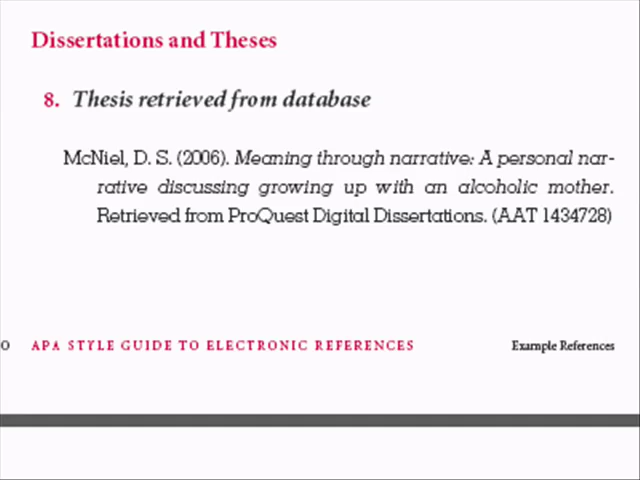 Dissertations and Theses
8. Thesis retrieved from database
McNiel, D. S. (2006). Meaning through narrative: A personal nar-
rative discussing growing up with an alcoholic mother.
Retrieved from ProQuest Digital Dissertations. (AAT 1434728)
0 APA STYLE GUIDE TO ELECTRONIC REFERENCES Example References